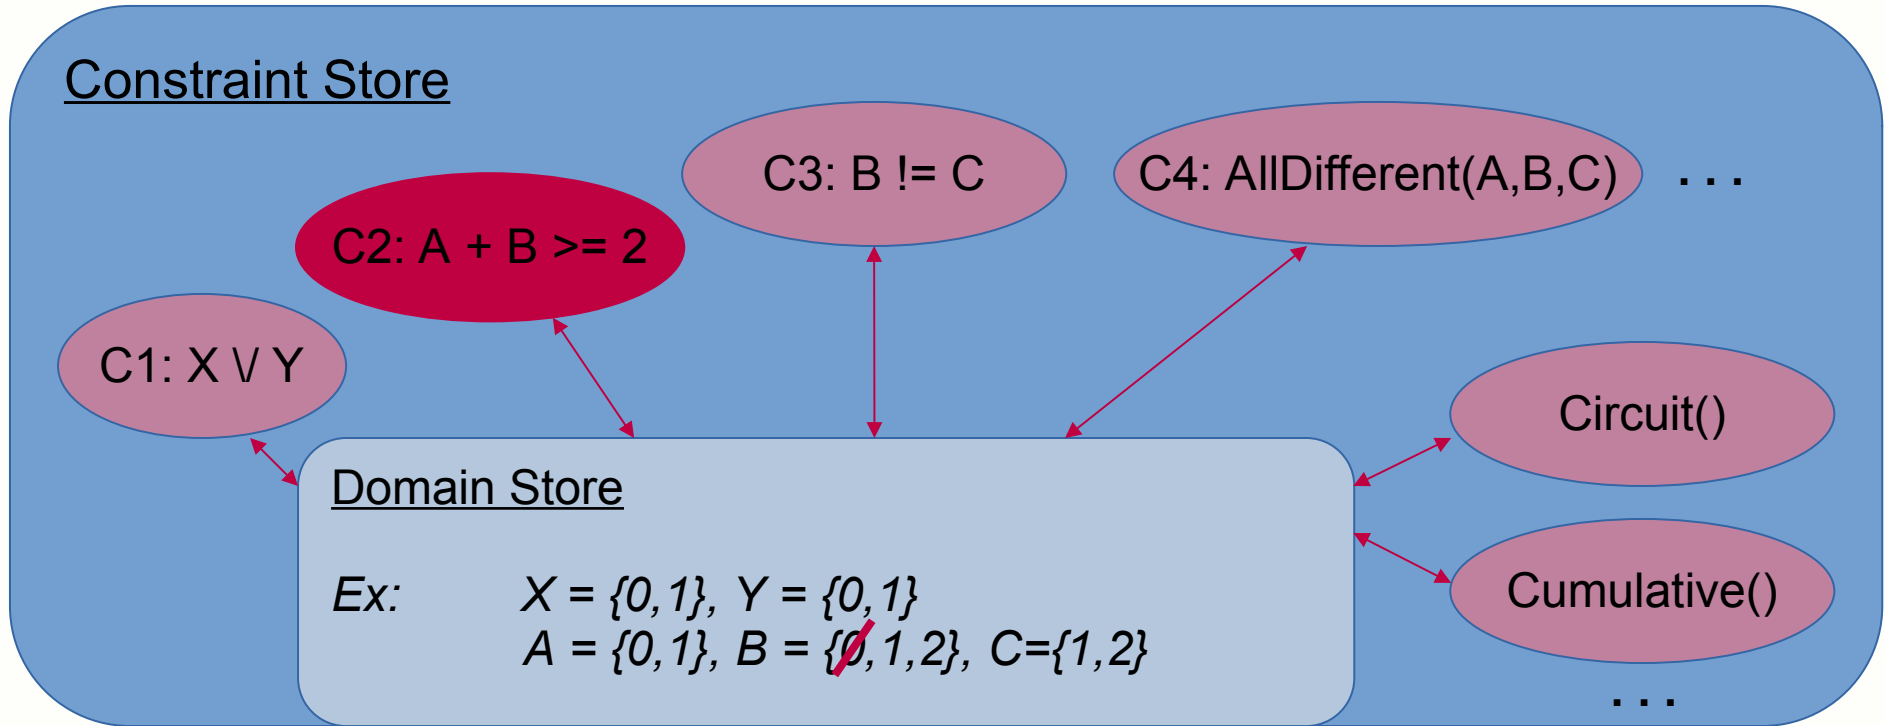 Constraint Store
C3: B != C
C4: AllDifferent(A,B,C)
. . .
C2: A + B >= 2
C1: X \/ Y
Circuit()
Domain Store
Ex: X = {0,1}, Y = {0,1}
Cumulative()
A = {0,1}, B = {0,1,2}, C={1,2}
. . .